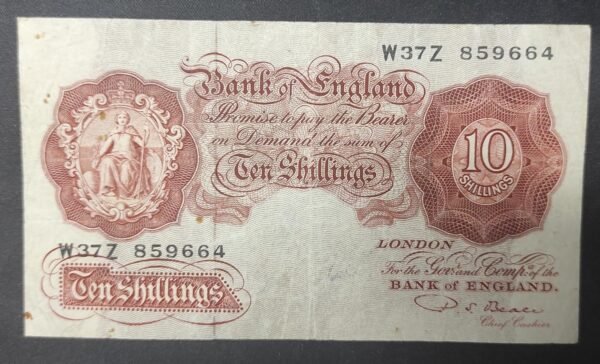 W37Z 859664
Bank of England
Promise to pay the Bearer
on Demand the sum of
Ten Shillings
10
SHILLINGS
W37Z 859664
Ten Shillings
LONDON
For the Govr. and Compa. of the
BANK OF ENGLAND.
P. S. Beale
Chief Cashier